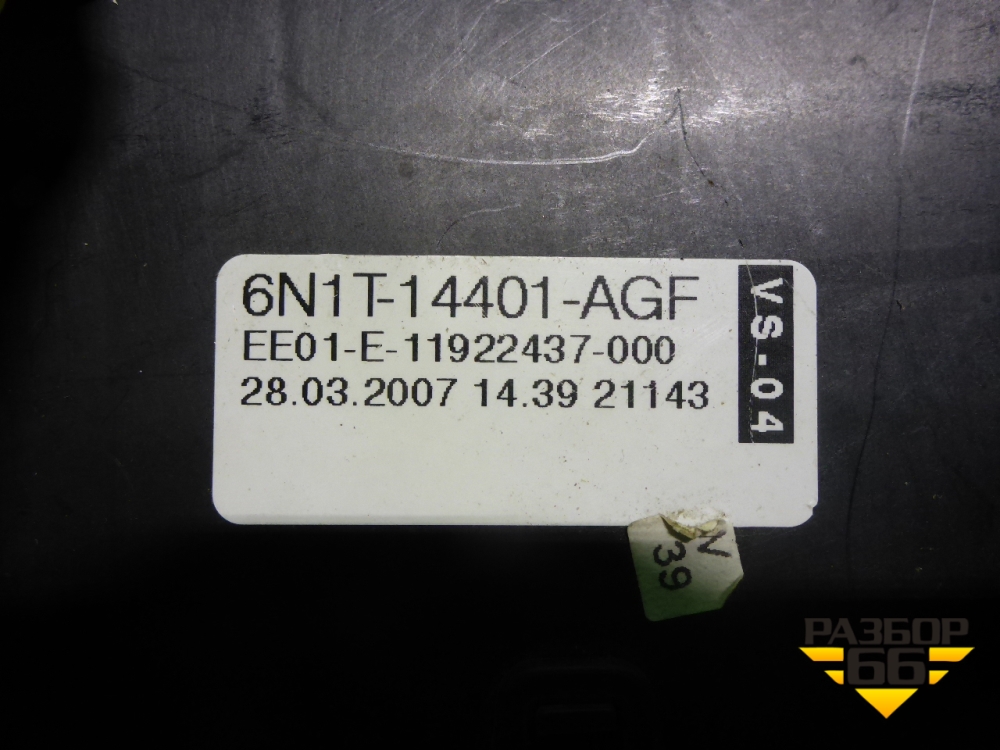 6N1T-14401-AGF
EE01-E-11922437-000
28.03.2007 14.39 21143
VS-04
N
39
РАЗБОР
66